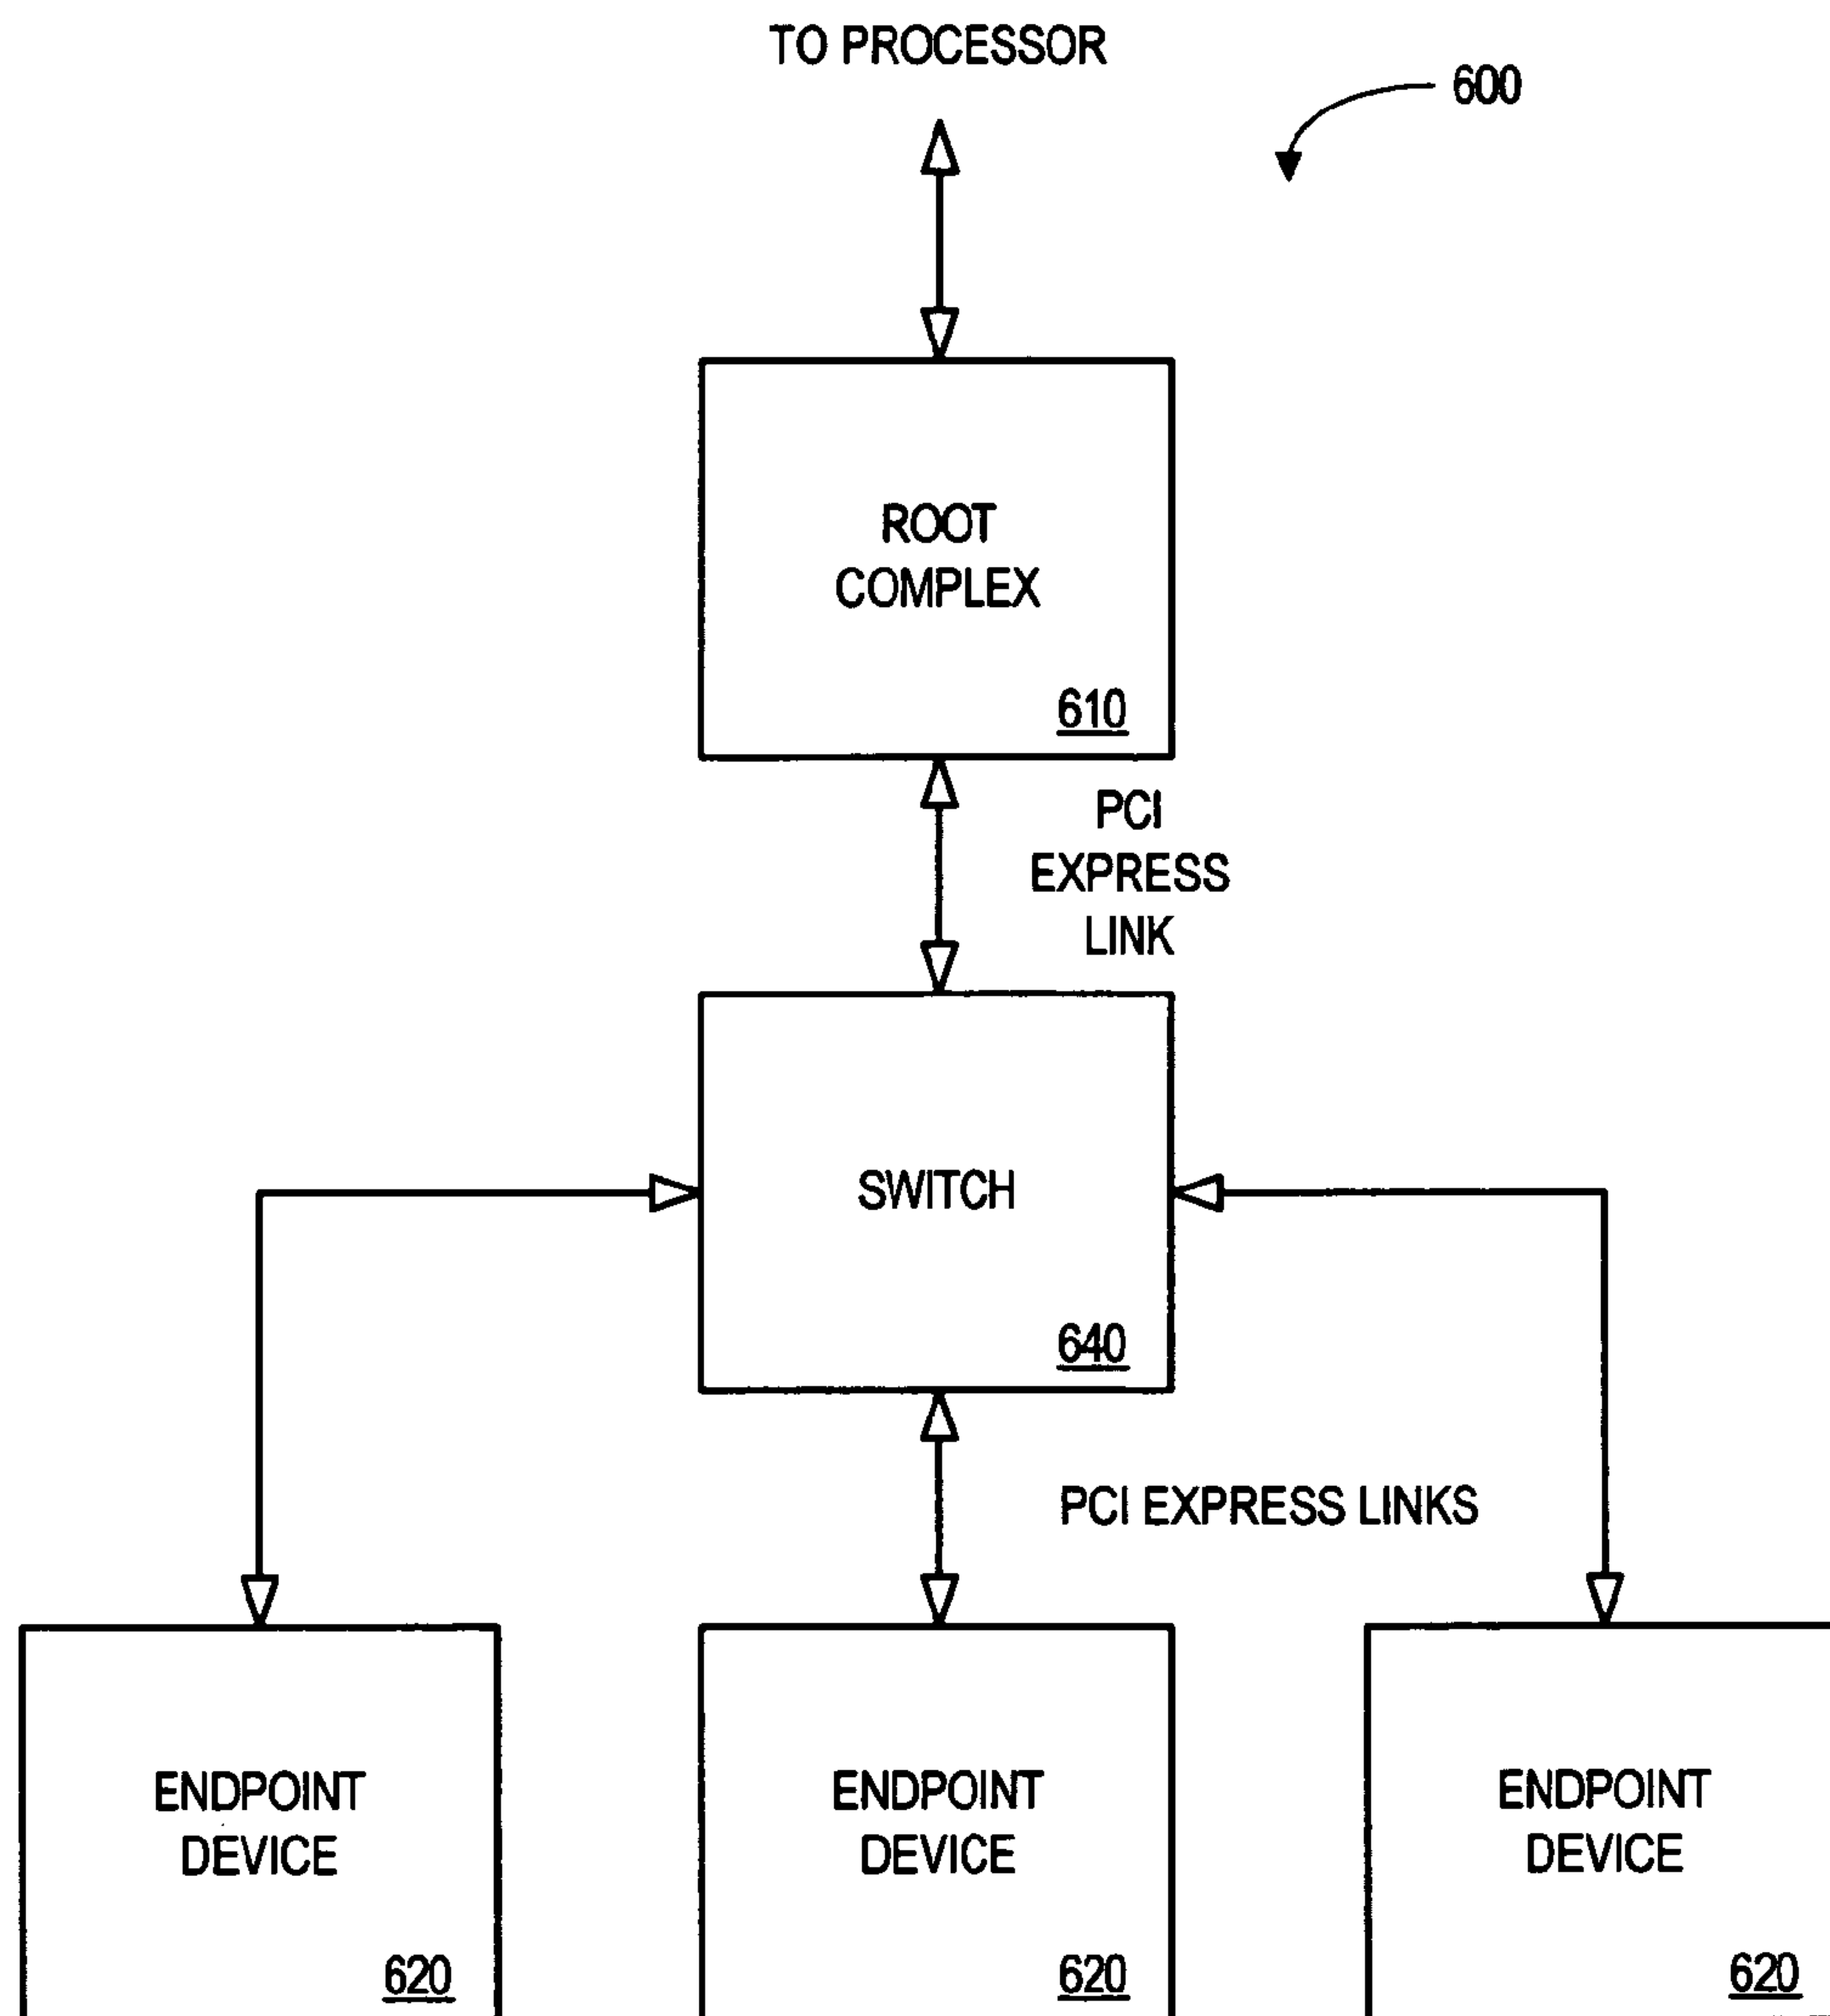 TO PROCESSOR
600
ROOT
COMPLEX
610
PCI
EXPRESS
LINK
SWITCH
640
PCI EXPRESS LINKS
ENDPOINT
DEVICE
620
ENDPOINT
DEVICE
620
ENDPOINT
DEVICE
620